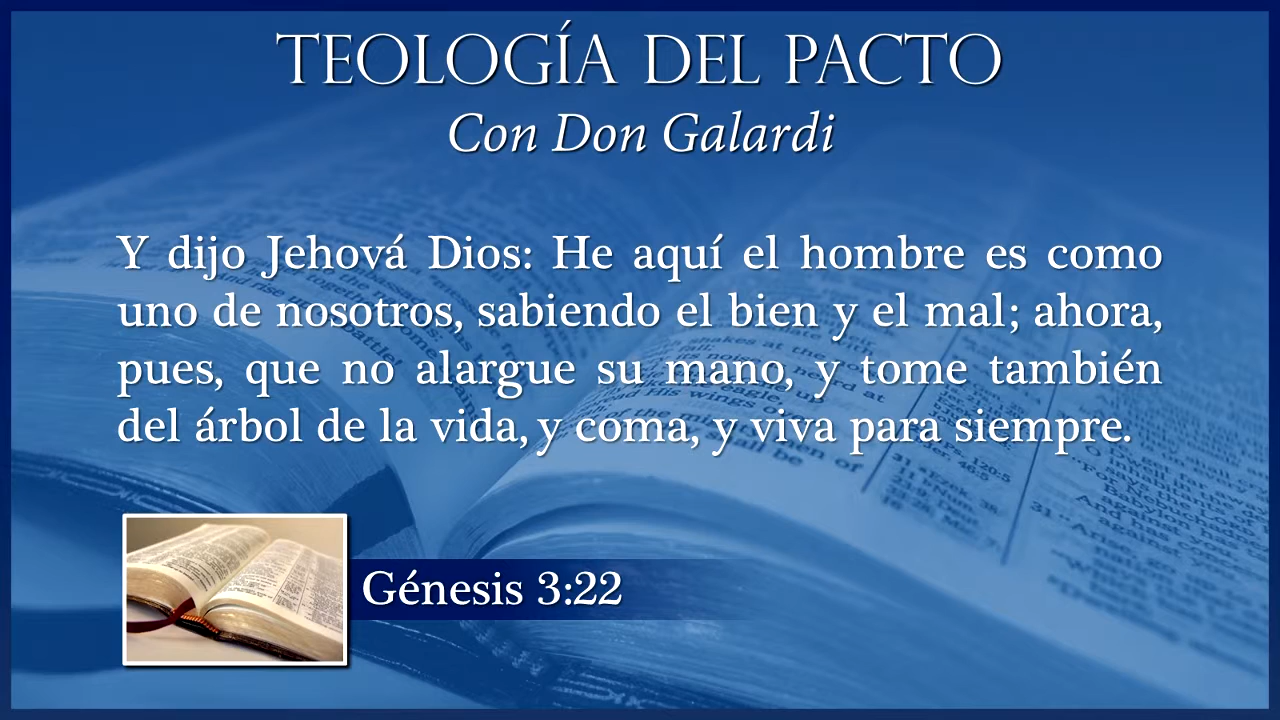 TEOLOGÍA DEL PACTO
Con Don Galardi
Y dijo Jehová Dios: He aquí el hombre es como
uno de nosotros, sabiendo el bien y el mal; ahora,
pues, que no alargue su mano, y tome también
del árbol de la vida, y coma, y viva para siempre.
Génesis 3:22